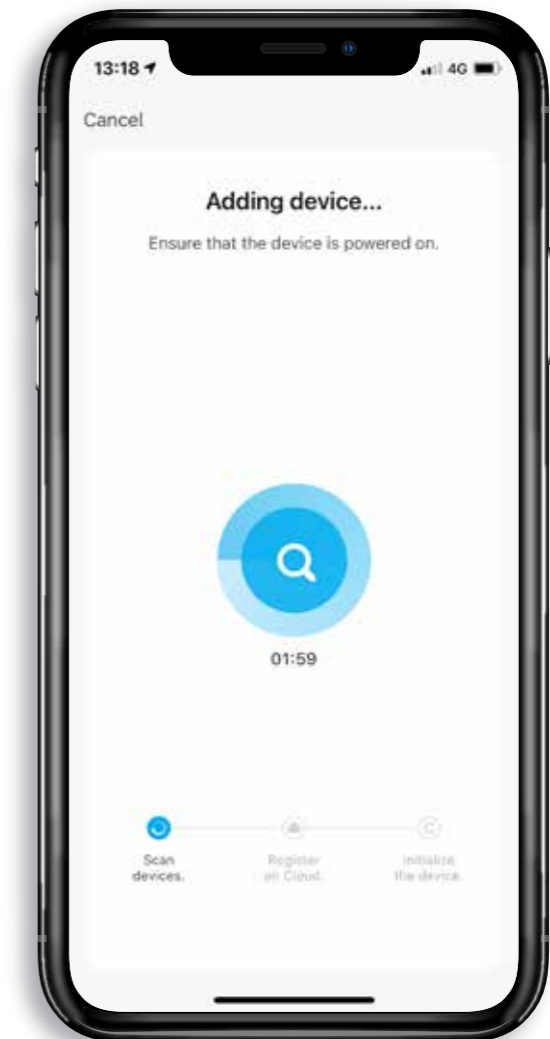 13:18
4G
Cancel
Adding device...
Ensure that the device is powered on.
01:59
Scan
devices.
Register
on Cloud.
Initialize
the device.